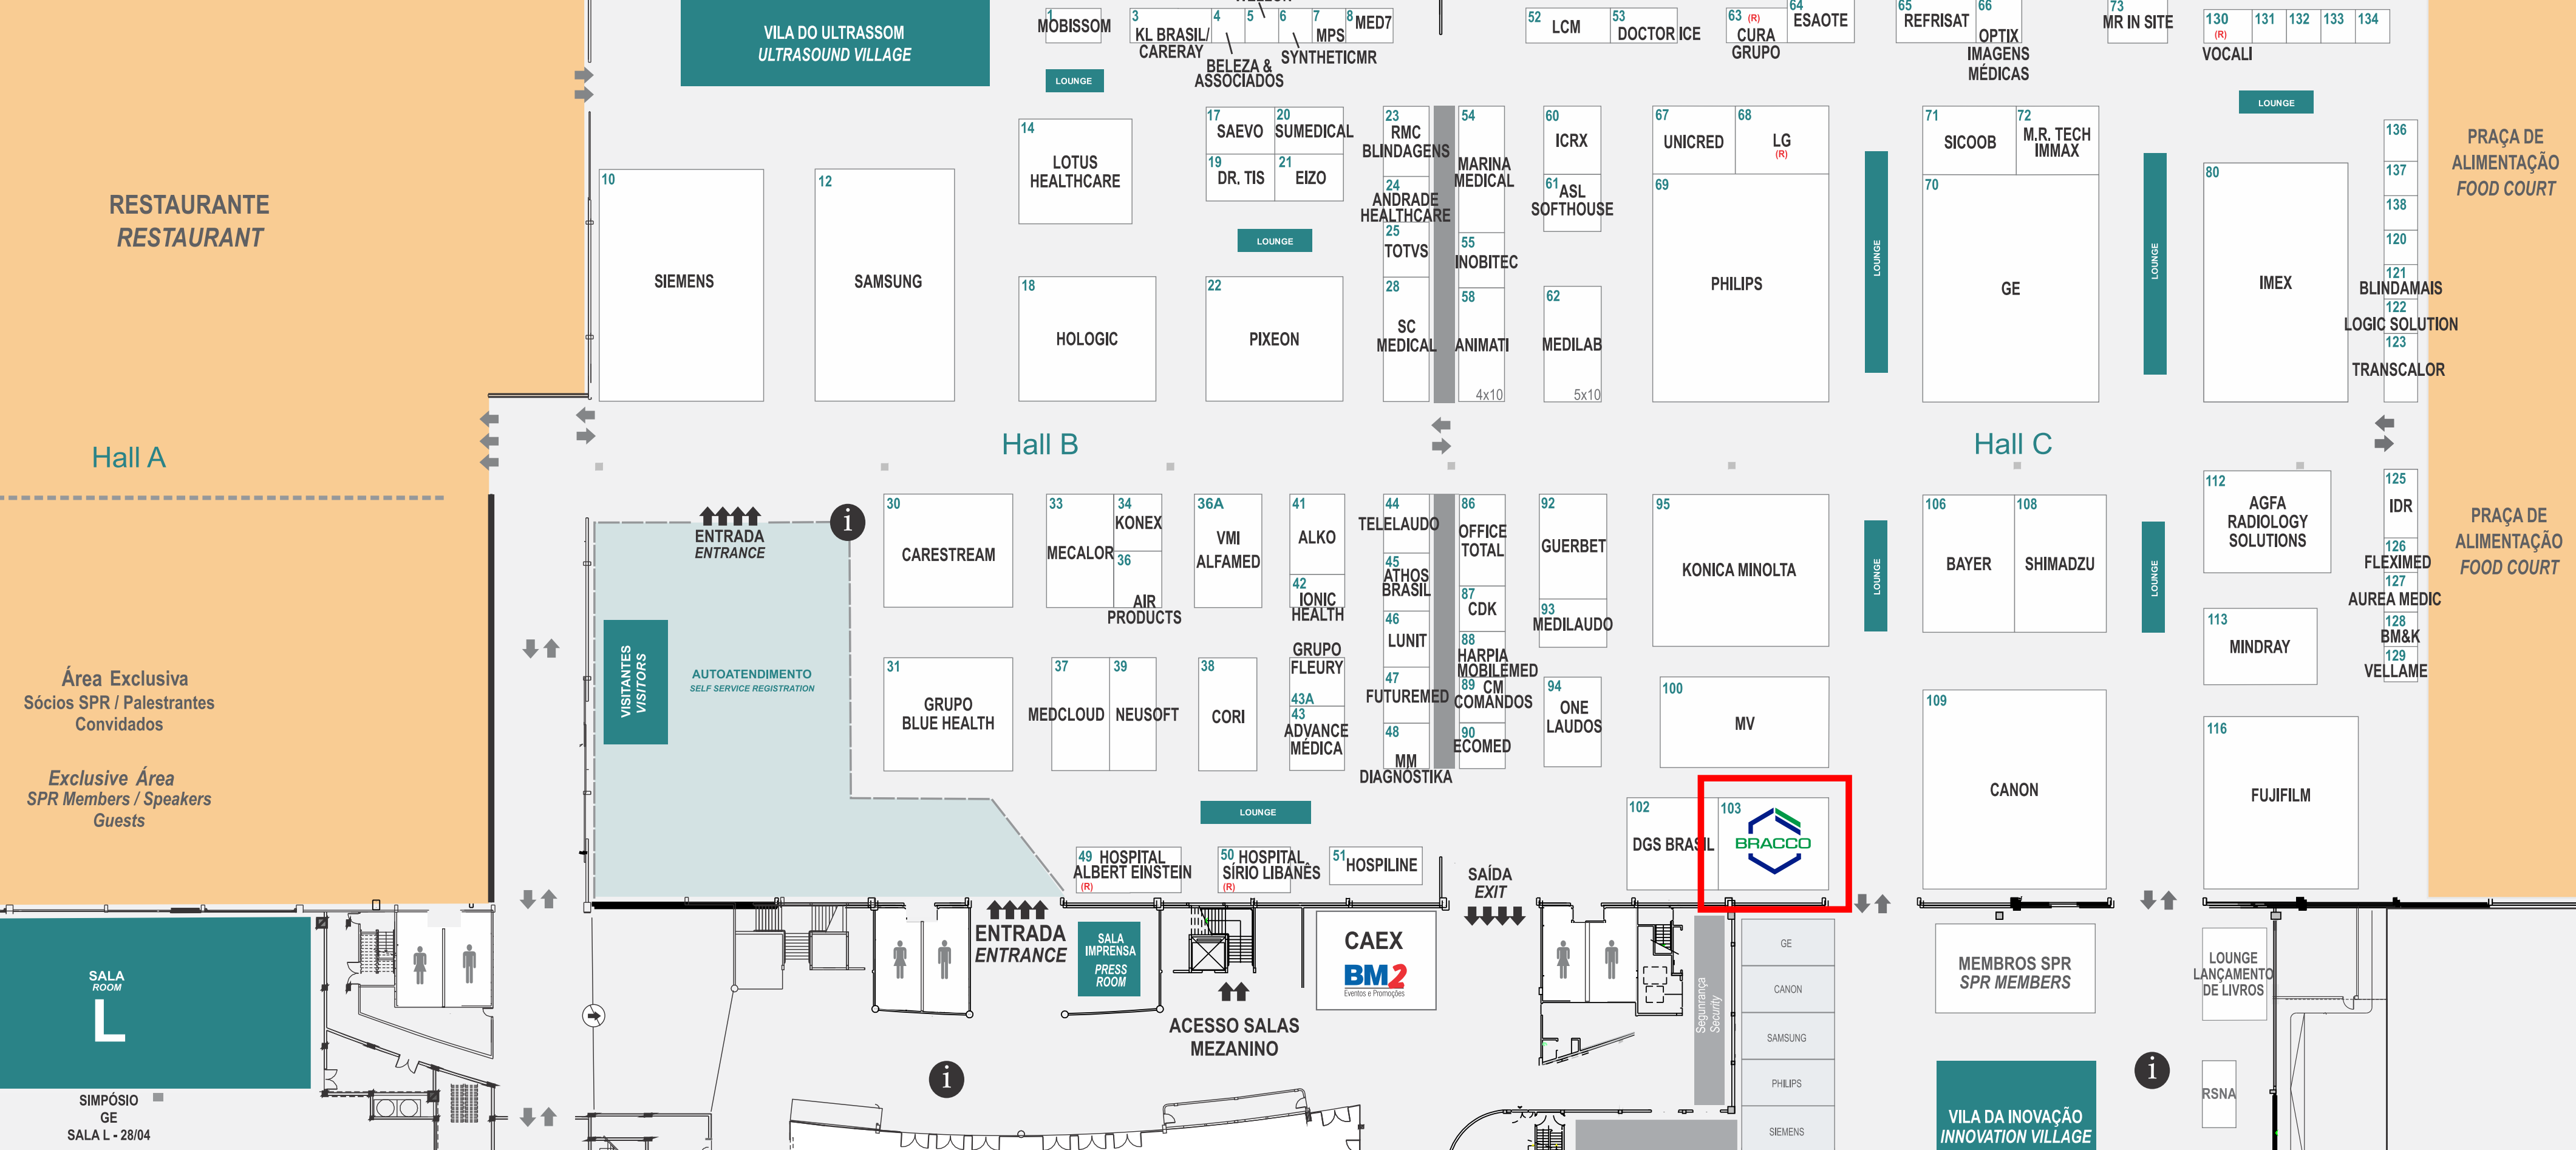 VILA DO ULTRASSOM
ULTRASOUND VILLAGE
1
MOBISSOM
LOUNGE
3
KL BRASIL/
CARERAY
4
BELEZA &
ASSOCIADOS
5
6
SYNTHETICMR
7
MPS
8
MED7
52
LCM
53
DOCTOR ICE
63 (R)
CURA
GRUPO
64
ESAOTE
65
REFRISAT
66
OPTIX
IMAGENS
MÉDICAS
73
MR IN SITE
130
(R)
VOCALI
131
132
133
134
LOUNGE
RESTAURANTE
RESTAURANT
10
SIEMENS
12
SAMSUNG
14
LOTUS
HEALTHCARE
17
SAEVO
20
SUMEDICAL
19
DR. TIS
21
EIZO
LOUNGE
18
HOLOGIC
22
PIXEON
23
RMC
BLINDAGENS
24
ANDRADE
HEALTHCARE
25
TOTVS
28
SC
MEDICAL
54
MARINA
MEDICAL
55
INOBITEC
58
ANIMATI
4x10
60
ICRX
61
ASL
SOFTHOUSE
62
MEDILAB
5x10
67
UNICRED
68
LG
(R)
69
PHILIPS
LOUNGE
71
SICOOB
72
M.R. TECH
IMMAX
70
GE
LOUNGE
80
IMEX
136
137
138
120
121
BLINDAMAIS
122
LOGIC SOLUTION
123
TRANSCALOR
PRAÇA DE
ALIMENTAÇÃO
FOOD COURT
Hall A
Hall B
Hall C
ENTRADA
ENTRANCE
i
VISITANTES
VISITORS
AUTOATENDIMENTO
SELF SERVICE REGISTRATION
Área Exclusiva
Sócios SPR / Palestrantes
Convidados
Exclusive Área
SPR Members / Speakers
Guests
30
CARESTREAM
31
GRUPO
BLUE HEALTH
33
MECALOR
34
KONEX
36
AIR
PRODUCTS
36A
VMI
ALFAMED
37
MEDCLOUD
39
NEUSOFT
38
CORI
41
ALKO
42
IONIC
HEALTH
GRUPO
FLEURY
43A
43
ADVANCE
MÉDICA
44
TELELAUDO
45
ATHOS
BRASIL
46
LUNIT
47
FUTUREMED
48
MM
DIAGNÓSTIKA
86
OFFICE
TOTAL
87
CDK
88
HARPIA
MOBILEMED
89 CM
COMANDOS
90
ECOMED
92
GUERBET
93
MEDILAUDO
94
ONE
LAUDOS
95
KONICA MINOLTA
100
MV
102
DGS BRASIL
103
BRACCO
LOUNGE
106
BAYER
108
SHIMADZU
109
CANON
LOUNGE
112
AGFA
RADIOLOGY
SOLUTIONS
113
MINDRAY
116
FUJIFILM
125
IDR
126
FLEXIMED
127
AUREA MEDIC
128
BM&K
129
VELLAME
PRAÇA DE
ALIMENTAÇÃO
FOOD COURT
LOUNGE
49 HOSPITAL
ALBERT EINSTEIN
(R)
50 HOSPITAL
SÍRIO LIBANÊS
(R)
51
HOSPILINE
SAÍDA
EXIT
SALA
ROOM
L
SIMPÓSIO
GE
SALA L - 28/04
ENTRADA
ENTRANCE
SALA
IMPRENSA
PRESS
ROOM
ACESSO SALAS
MEZANINO
CAEX
BM2
Eventos e Promoções
i
Segurança
Security
GE
CANON
SAMSUNG
PHILIPS
SIEMENS
MEMBROS SPR
SPR MEMBERS
VILA DA INOVAÇÃO
INNOVATION VILLAGE
i
LOUNGE
LANÇAMENTO
DE LIVROS
RSNA